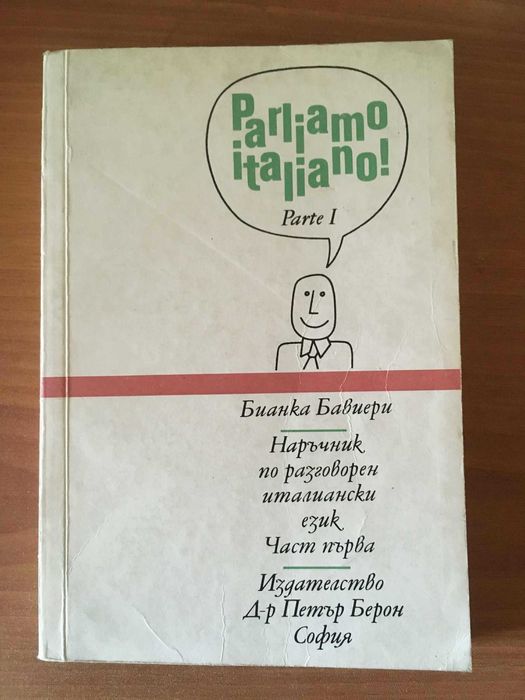 Parliamo
italiano!
Parte I
Бианка Бавиери
Наръчник
по разговорен
италиански
език
Част първа
Издателство
Д-р Петър Берон
София